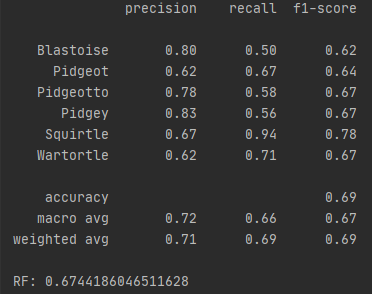 precision recall f1-score
Blastoise 0.80 0.50 0.62
Pidgeot 0.62 0.67 0.64
Pidgeotto 0.78 0.58 0.67
Pidgey 0.83 0.56 0.67
Squirtle 0.67 0.94 0.78
Wartortle 0.62 0.71 0.67
accuracy 0.69
macro avg 0.72 0.66 0.67
weighted avg 0.71 0.69 0.69
RF: 0.6744186046511628